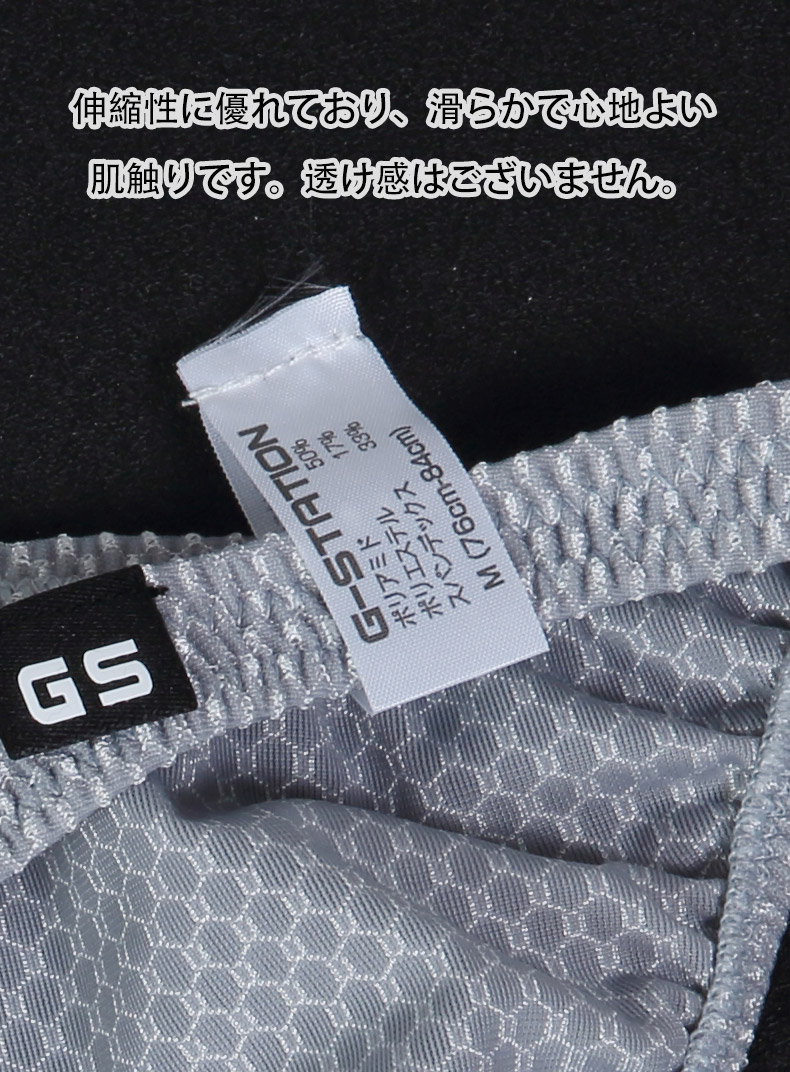 伸縮性に優れており、滑らかで心地よい
肌触りです。透け感はございません。
G-STATION
ポリアミド 50%
ポリエステル 17%
スパンデックス 33%
M (76cm-84cm)
GS